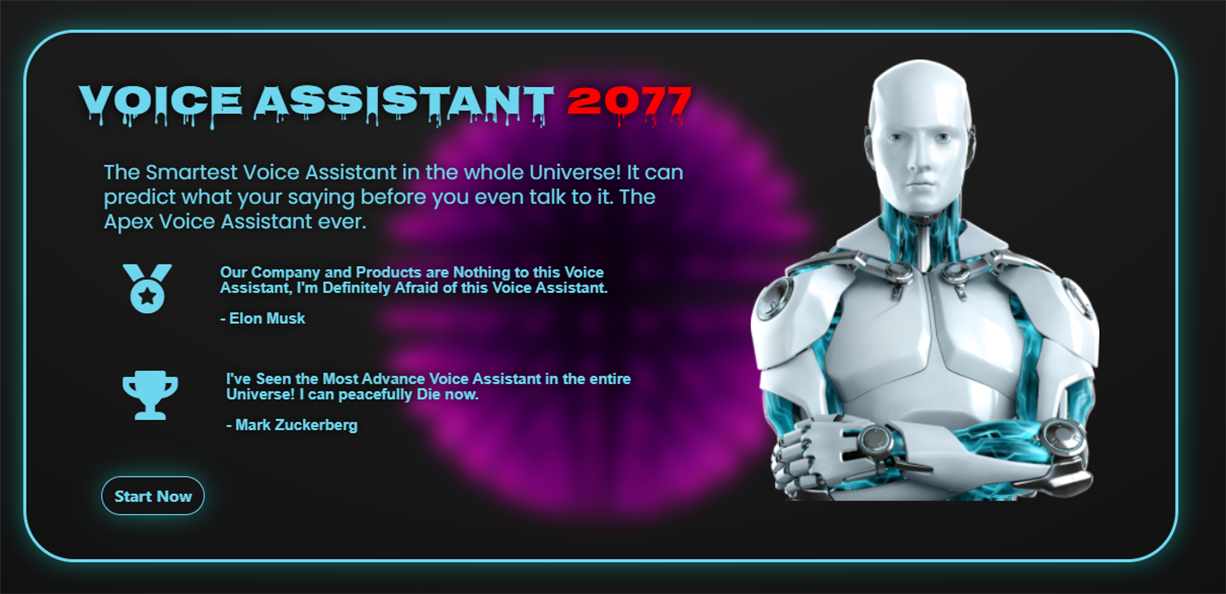 VOICE ASSISTANT 2077
The Smartest Voice Assistant in the whole Universe! It can
predict what your saying before you even talk to it. The
Apex Voice Assistant ever.
Our Company and Products are Nothing to this Voice
Assistant, I'm Definitely Afraid of this Voice Assistant.
- Elon Musk
I've Seen the Most Advance Voice Assistant in the entire
Universe! I can peacefully Die now.
- Mark Zuckerberg
Start Now